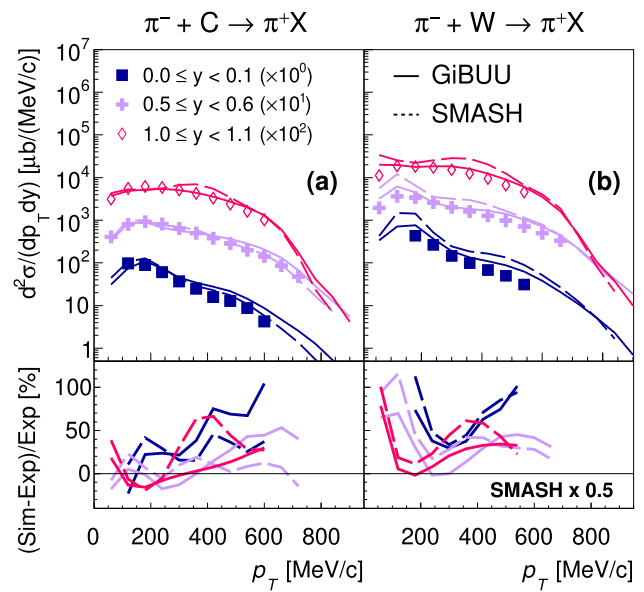 π⁻ + C → π⁺X
π⁻ + W → π⁺X
d²σ/(dp_T dy) [μb/(MeV/c)]
10⁷
10⁶
10⁵
10⁴
10³
10²
10
1
0.0 ≤ y < 0.1 (×10⁰)
0.5 ≤ y < 0.6 (×10¹)
1.0 ≤ y < 1.1 (×10²)
(a)
GiBUU
SMASH
(b)
(Sim-Exp)/Exp [%]
100
50
0
SMASH x 0.5
0 200 400 600 800
0 200 400 600 800
p_T [MeV/c]
p_T [MeV/c]